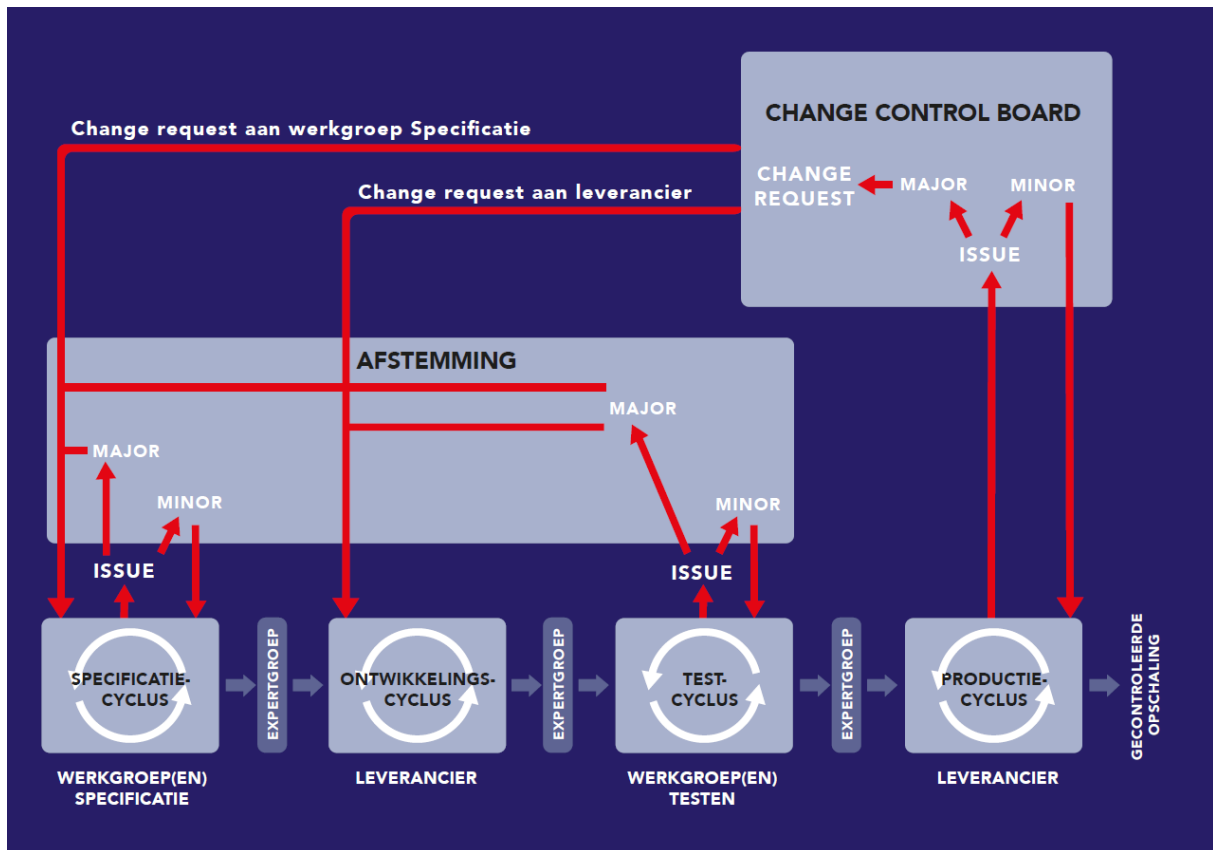 CHANGE CONTROL BOARD
Change request aan werkgroep Specificatie
CHANGE
REQUEST
MAJOR
MINOR
Change request aan leverancier
ISSUE
AFSTEMMING
MAJOR
MAJOR
MINOR
MINOR
ISSUE
ISSUE
SPECIFICATIE-
CYCLUS
EXPERTGROEP
ONTWIKKELINGS-
CYCLUS
EXPERTGROEP
TEST-
CYCLUS
EXPERTGROEP
PRODUCTIE-
CYCLUS
GECONTROLEERDE
OPSCHALING
WERKGROEP(EN)
SPECIFICATIE
LEVERANCIER
WERKGROEP(EN)
TESTEN
LEVERANCIER